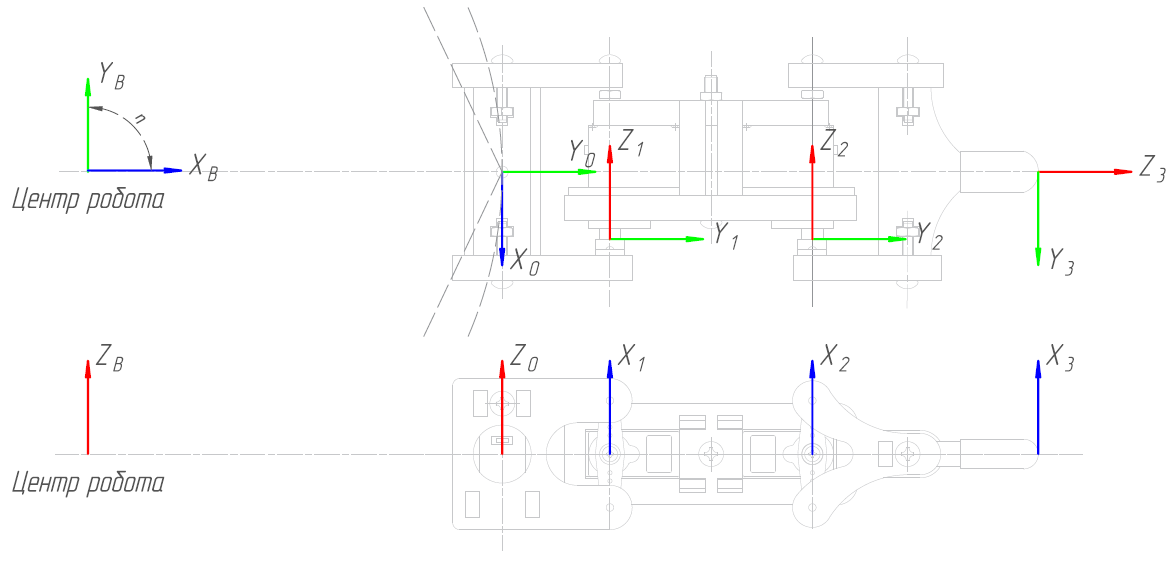 Y B
n
X B
Центр робота
Y 0
X 0
Z 1
Y 1
Z 2
Y 2
Z 3
Y 3
Z B
Центр робота
Z 0
X 1
X 2
X 3